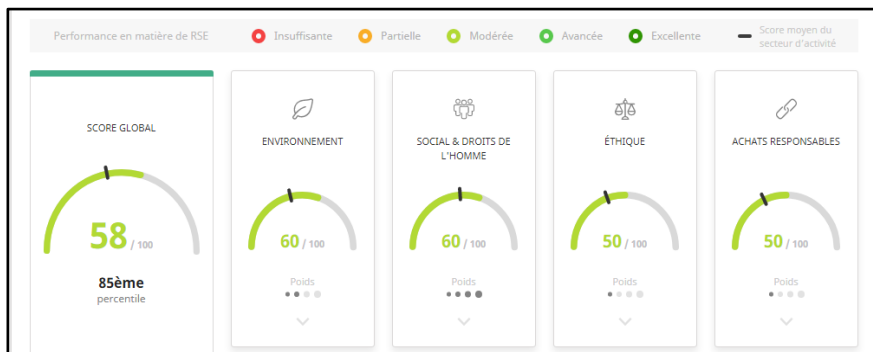 Performance en matière de RSE
Insuffisante
Partielle
Modérée
Avancée
Excellente
Score moyen du
secteur d'activité
SCORE GLOBAL
58 / 100
85ème
percentile
ENVIRONNEMENT
60 / 100
Poids
SOCIAL & DROITS DE
L'HOMME
60 / 100
Poids
ÉTHIQUE
50 / 100
Poids
ACHATS RESPONSABLES
50 / 100
Poids